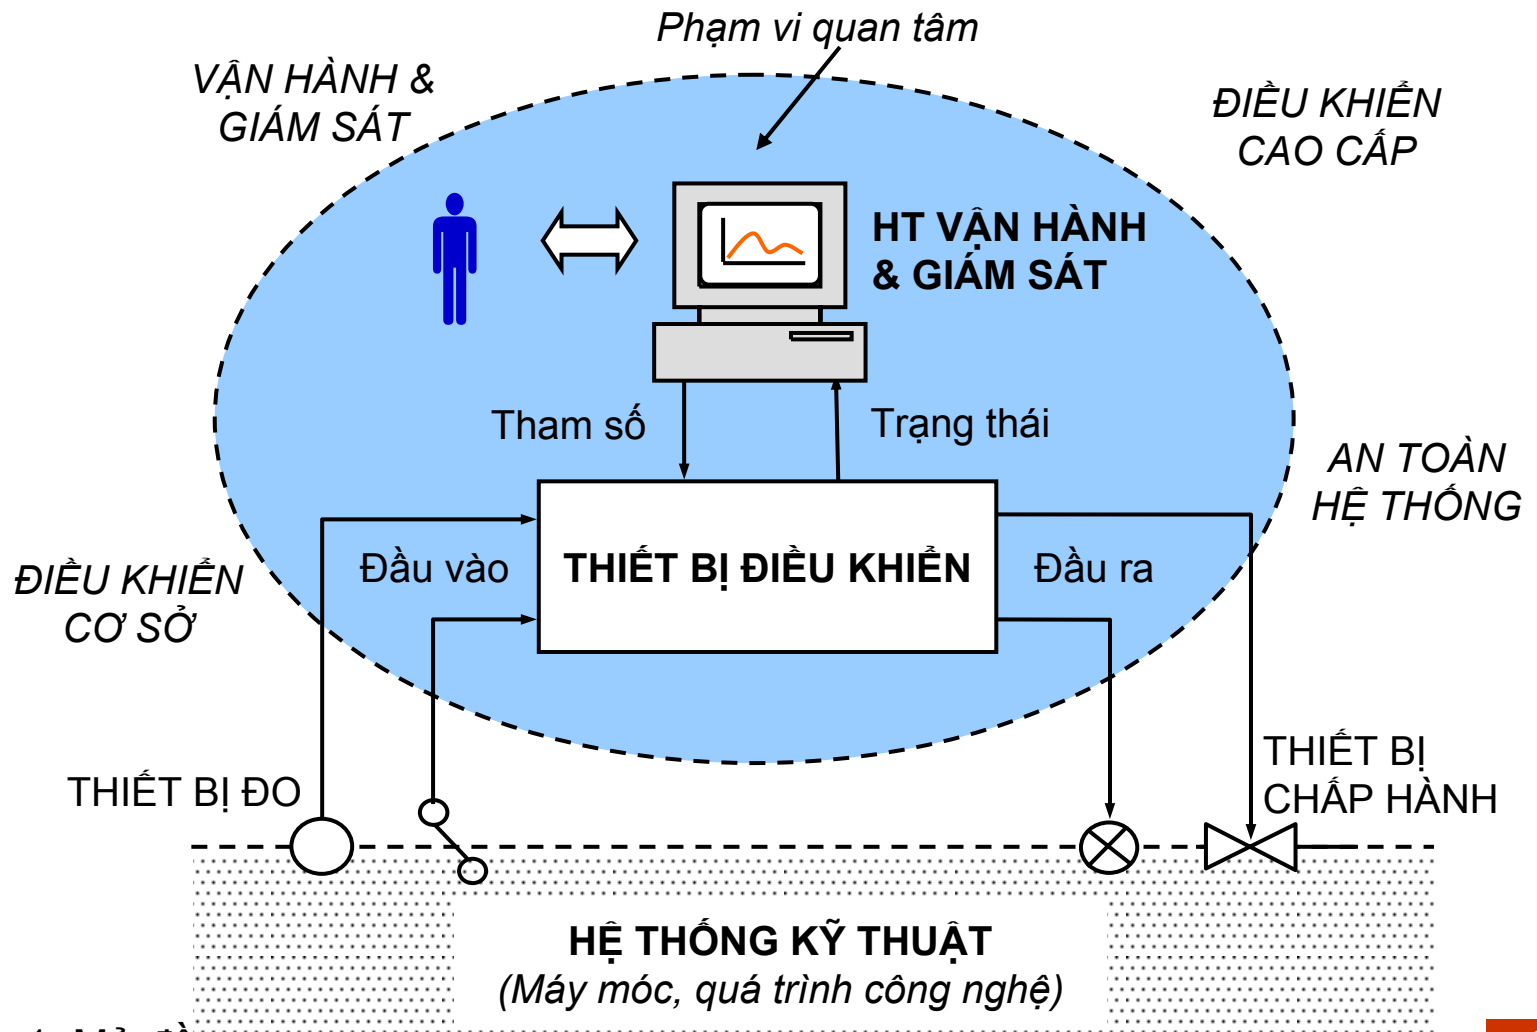 Phạm vi quan tâm
VẬN HÀNH &
GIÁM SÁT
ĐIỀU KHIỂN
CAO CẤP
HT VẬN HÀNH
& GIÁM SÁT
Tham số
Trạng thái
AN TOÀN
HỆ THỐNG
ĐIỀU KHIỂN
CƠ SỞ
Đầu vào
THIẾT BỊ ĐIỀU KHIỂN
Đầu ra
THIẾT BỊ ĐO
THIẾT BỊ
CHẤP HÀNH
HỆ THỐNG KỸ THUẬT
(Máy móc, quá trình công nghệ)